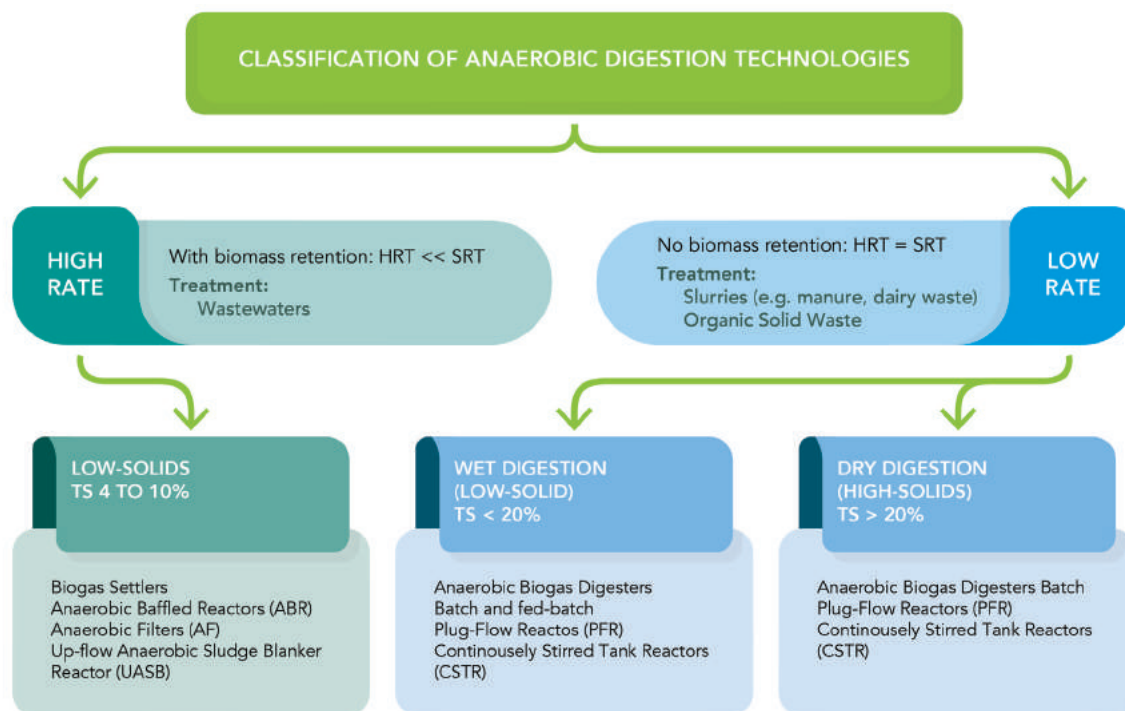 CLASSIFICATION OF ANAEROBIC DIGESTION TECHNOLOGIES
HIGH
RATE
With biomass retention: HRT << SRT
Treatment:
Wastewaters
No biomass retention: HRT = SRT
Treatment:
Slurries (e.g. manure, dairy waste)
Organic Solid Waste
LOW
RATE
LOW-SOLIDS
TS 4 TO 10%
Biogas Settlers
Anaerobic Baffled Reactors (ABR)
Anaerobic Filters (AF)
Up-flow Anaerobic Sludge Blanker
Reactor (UASB)
WET DIGESTION
(LOW-SOLID)
TS < 20%
Anaerobic Biogas Digesters
Batch and fed-batch
Plug-Flow Reactos (PFR)
Continousely Stirred Tank Reactors
(CSTR)
DRY DIGESTION
(HIGH-SOLIDS)
TS > 20%
Anaerobic Biogas Digesters Batch
Plug-Flow Reactors (PFR)
Continousely Stirred Tank Reactors
(CSTR)